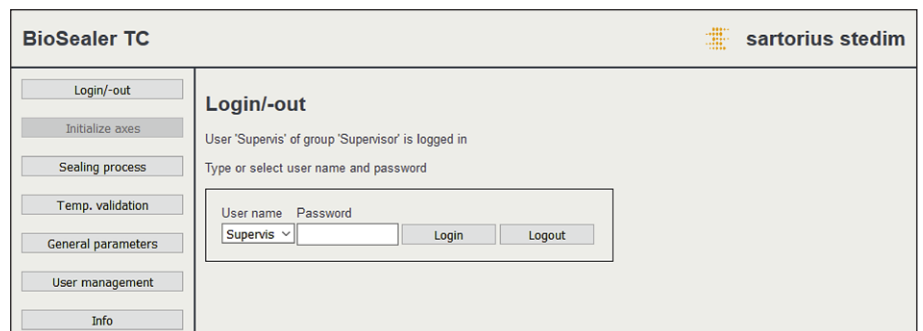 BioSealer TC
sartorius stedim
Login/-out
Initialize axes
Sealing process
Temp. validation
General parameters
User management
Info
Login/-out
User 'Supervis' of group 'Supervisor' is logged in
Type or select user name and password
User name Password
Supervis Login Logout